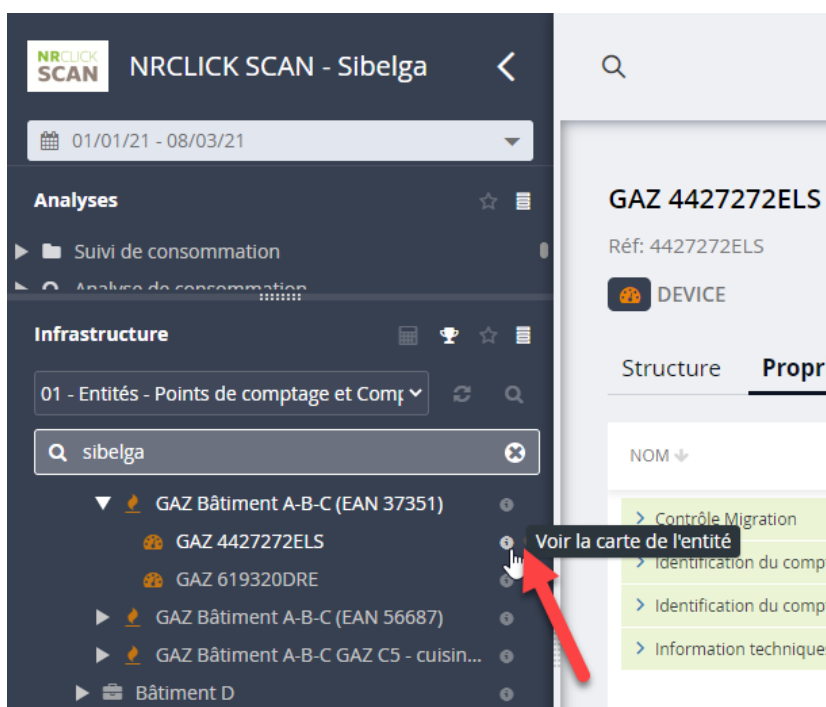 NRCLICK
SCAN
NRCLICK SCAN - Sibelga
01/01/21 - 08/03/21
Analyses
Suivi de consommation
Analyse de consommation
Infrastructure
01 - Entités - Points de comptage et Comp
sibelga
GAZ Bâtiment A-B-C (EAN 37351)
GAZ 4427272ELS
Voir la carte de l'entité
GAZ 619320DRE
GAZ Bâtiment A-B-C (EAN 56687)
GAZ Bâtiment A-B-C GAZ C5 - cuisin...
Bâtiment D
GAZ 4427272ELS
Réf: 4427272ELS
DEVICE
Structure Propr
NOM
Contrôle Migration
Identification du comp
Identification du comp
Information technique